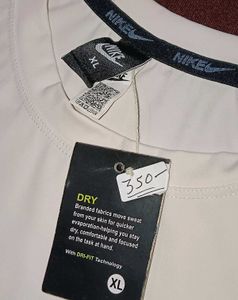 NIKE
NIKE
NIKE
XL
350-
DRY
Branded fabrics move sweat
from your skin for quicker
evaporation-helping you stay
dry, comfortable and focused
on the task at hand.
With DRI-FIT Technology
XL